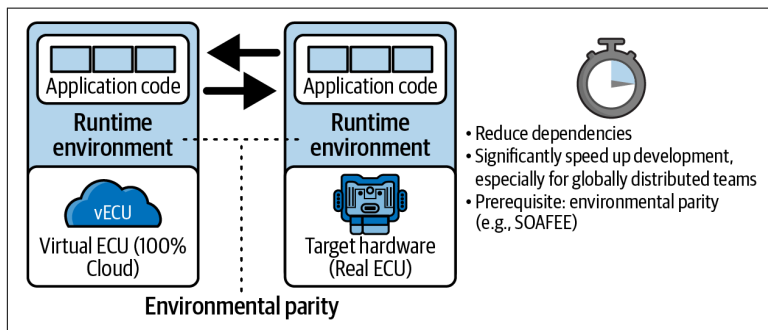 Application code
Runtime
environment
vECU
Virtual ECU (100%
Cloud)
Application code
Runtime
environment
Target hardware
(Real ECU)
Environmental parity
• Reduce dependencies
• Significantly speed up development,
especially for globally distributed teams
• Prerequisite: environmental parity
(e.g., SOAFEE)